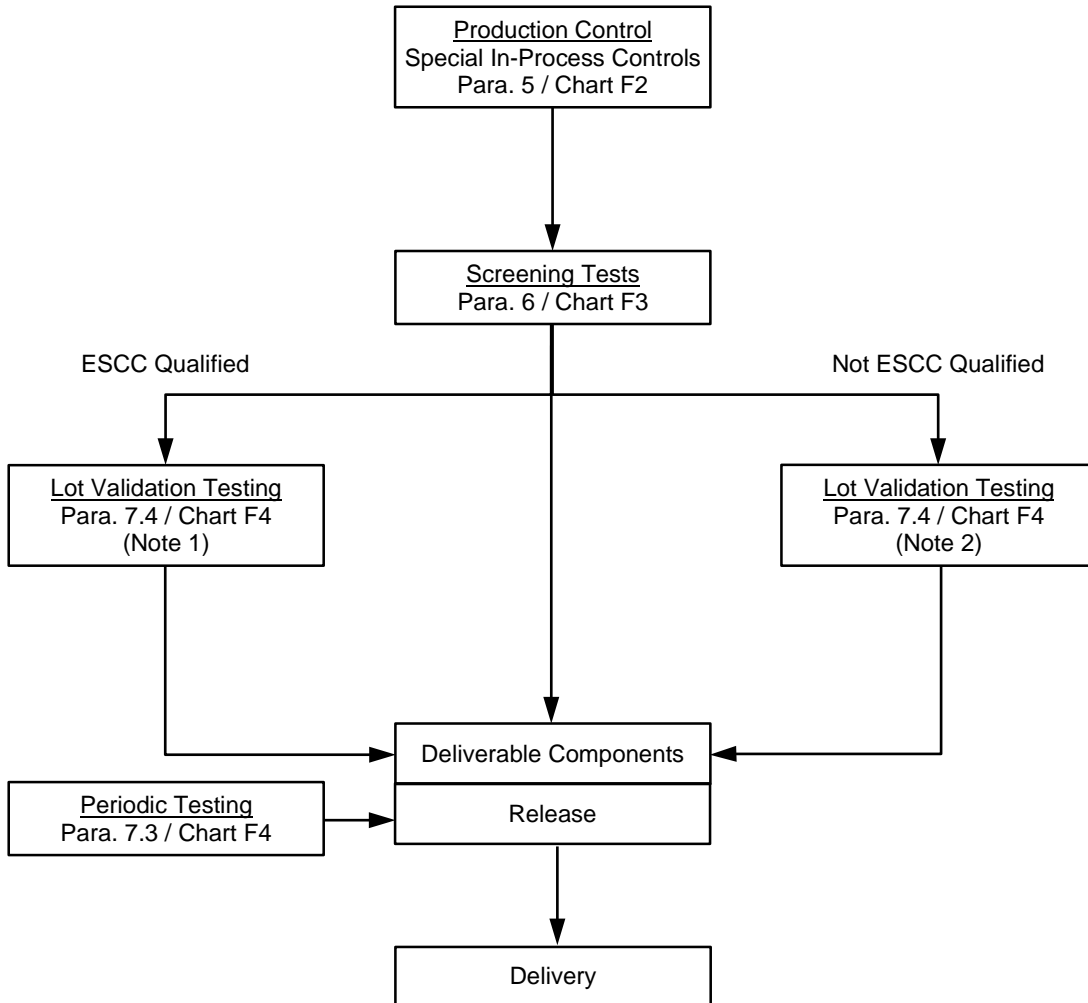 Production Control
Special In-Process Controls
Para. 5 / Chart F2
Screening Tests
Para. 6 / Chart F3
ESCC Qualified
Not ESCC Qualified
Lot Validation Testing
Para. 7.4 / Chart F4
(Note 1)
Lot Validation Testing
Para. 7.4 / Chart F4
(Note 2)
Deliverable Components
Periodic Testing
Para. 7.3 / Chart F4
Release
Delivery